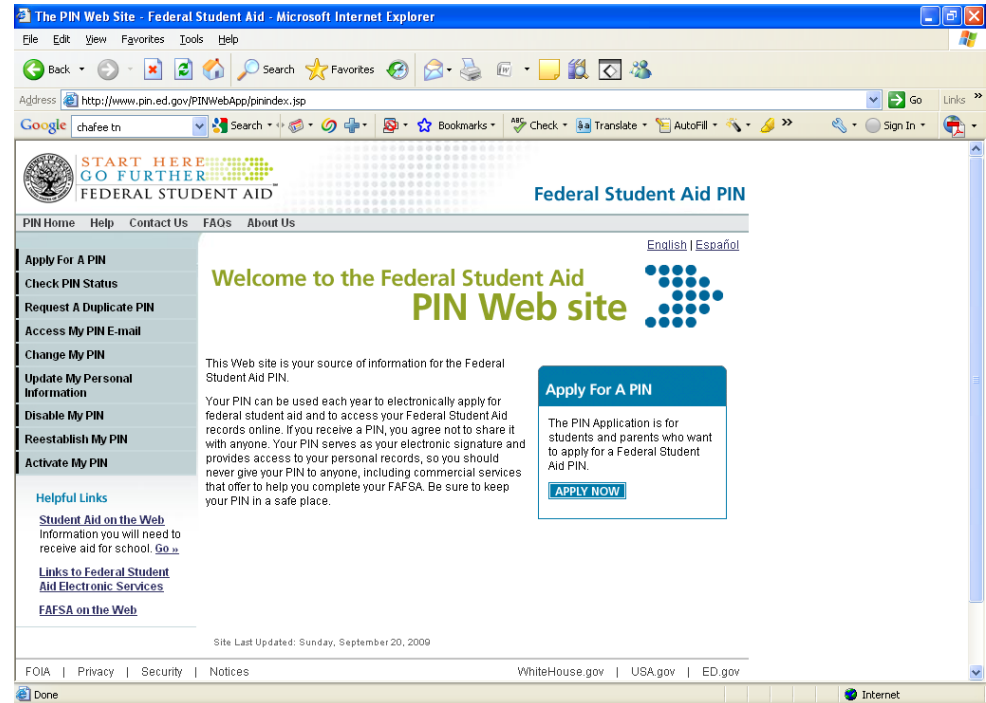 The PIN Web Site - Federal Student Aid - Microsoft Internet Explorer
File Edit View Favorites Tools Help
Back Search Favorites
Address http://www.pin.ed.gov/PINWebApp/pinindex.jsp Go Links »
Google chafee tn Search Bookmarks ABC Check Translate AutoFill » Sign In
START HERE
GO FURTHER
FEDERAL STUDENT AID™
Federal Student Aid PIN
PIN Home Help Contact Us FAQs About Us
English | Español
Apply For A PIN
Check PIN Status
Request A Duplicate PIN
Access My PIN E-mail
Change My PIN
Update My Personal
Information
Disable My PIN
Reestablish My PIN
Activate My PIN
Helpful Links
Student Aid on the Web
Information you will need to
receive aid for school. Go »
Links to Federal Student
Aid Electronic Services
FAFSA on the Web
Welcome to the Federal Student Aid
PIN Web site
This Web site is your source of information for the Federal
Student Aid PIN.
Your PIN can be used each year to electronically apply for
federal student aid and to access your Federal Student Aid
records online. If you receive a PIN, you agree not to share it
with anyone. Your PIN serves as your electronic signature and
provides access to your personal records, so you should
never give your PIN to anyone, including commercial services
that offer to help you complete your FAFSA. Be sure to keep
your PIN in a safe place.
Apply For A PIN
The PIN Application is for
students and parents who want
to apply for a Federal Student
Aid PIN.
APPLY NOW
Site Last Updated: Sunday, September 20, 2009
FOIA | Privacy | Security | Notices
WhiteHouse.gov | USA.gov | ED.gov
Done Internet